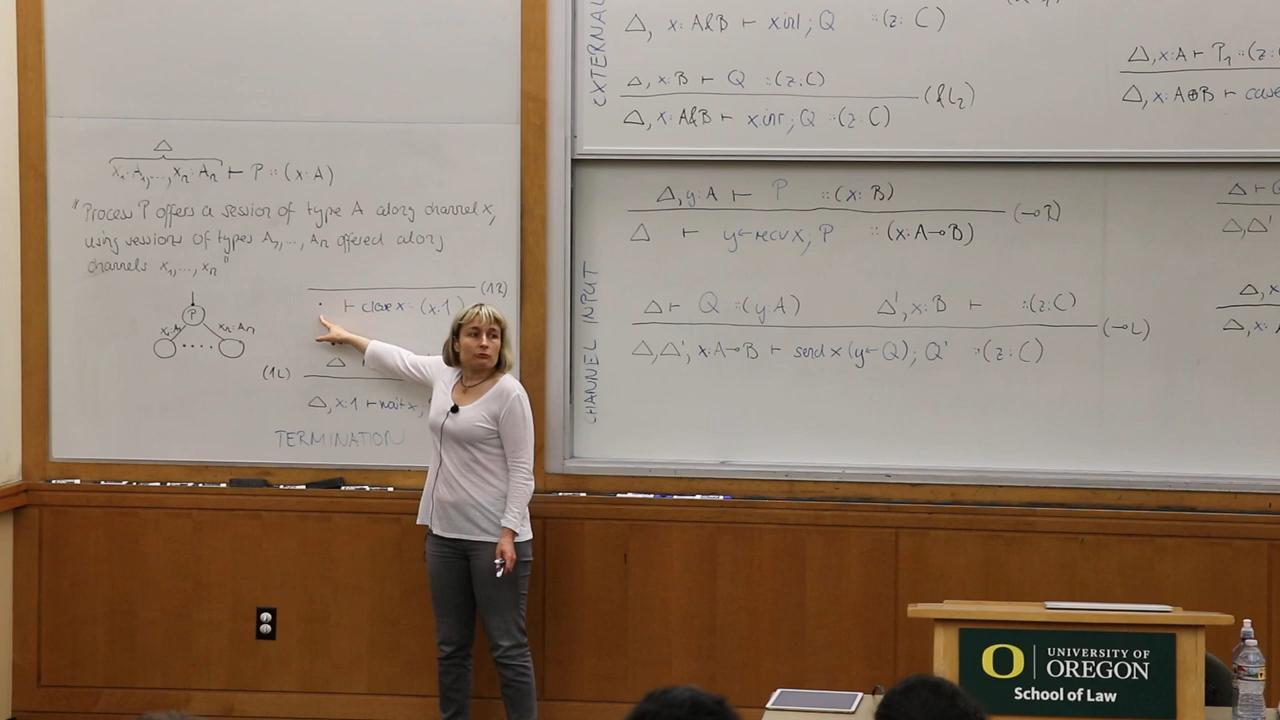 △
x₁:A₁,...,xₙ:Aₙ ⊢ P :: (x:A)
"Process P offers a session of type A along channel x,
using sessions of types A₁,...,Aₙ offered along
channels x₁,...,xₙ"
P
x₁:A₁ xₙ:Aₙ
(1R)
· ⊢ close x :: (x:1)
△
(1L)
△, x:1 ⊢ wait x;
TERMINATION
EXTERNAL
△, x: A&B ⊢ x.inl; Q :: (z: C)
△, x:B ⊢ Q :: (z:C)
(&L₂)
△, x:A&B ⊢ x.inr; Q :: (z:C)
△, x:A ⊢ P₁ :: (z:
△, x:A⊕B ⊢ case
CHANNEL INPUT
△, y:A ⊢ P :: (x: B)
(⊸R)
△ ⊢ y←recv x; P :: (x:A⊸B)
△ ⊢ Q :: (y:A) △', x:B ⊢ :: (z:C)
(⊸L)
△,△', x:A⊸B ⊢ send x (y←Q); Q' :: (z:C)
△ ⊢
△,△'
△, x
△, x:
O UNIVERSITY OF
OREGON
School of Law